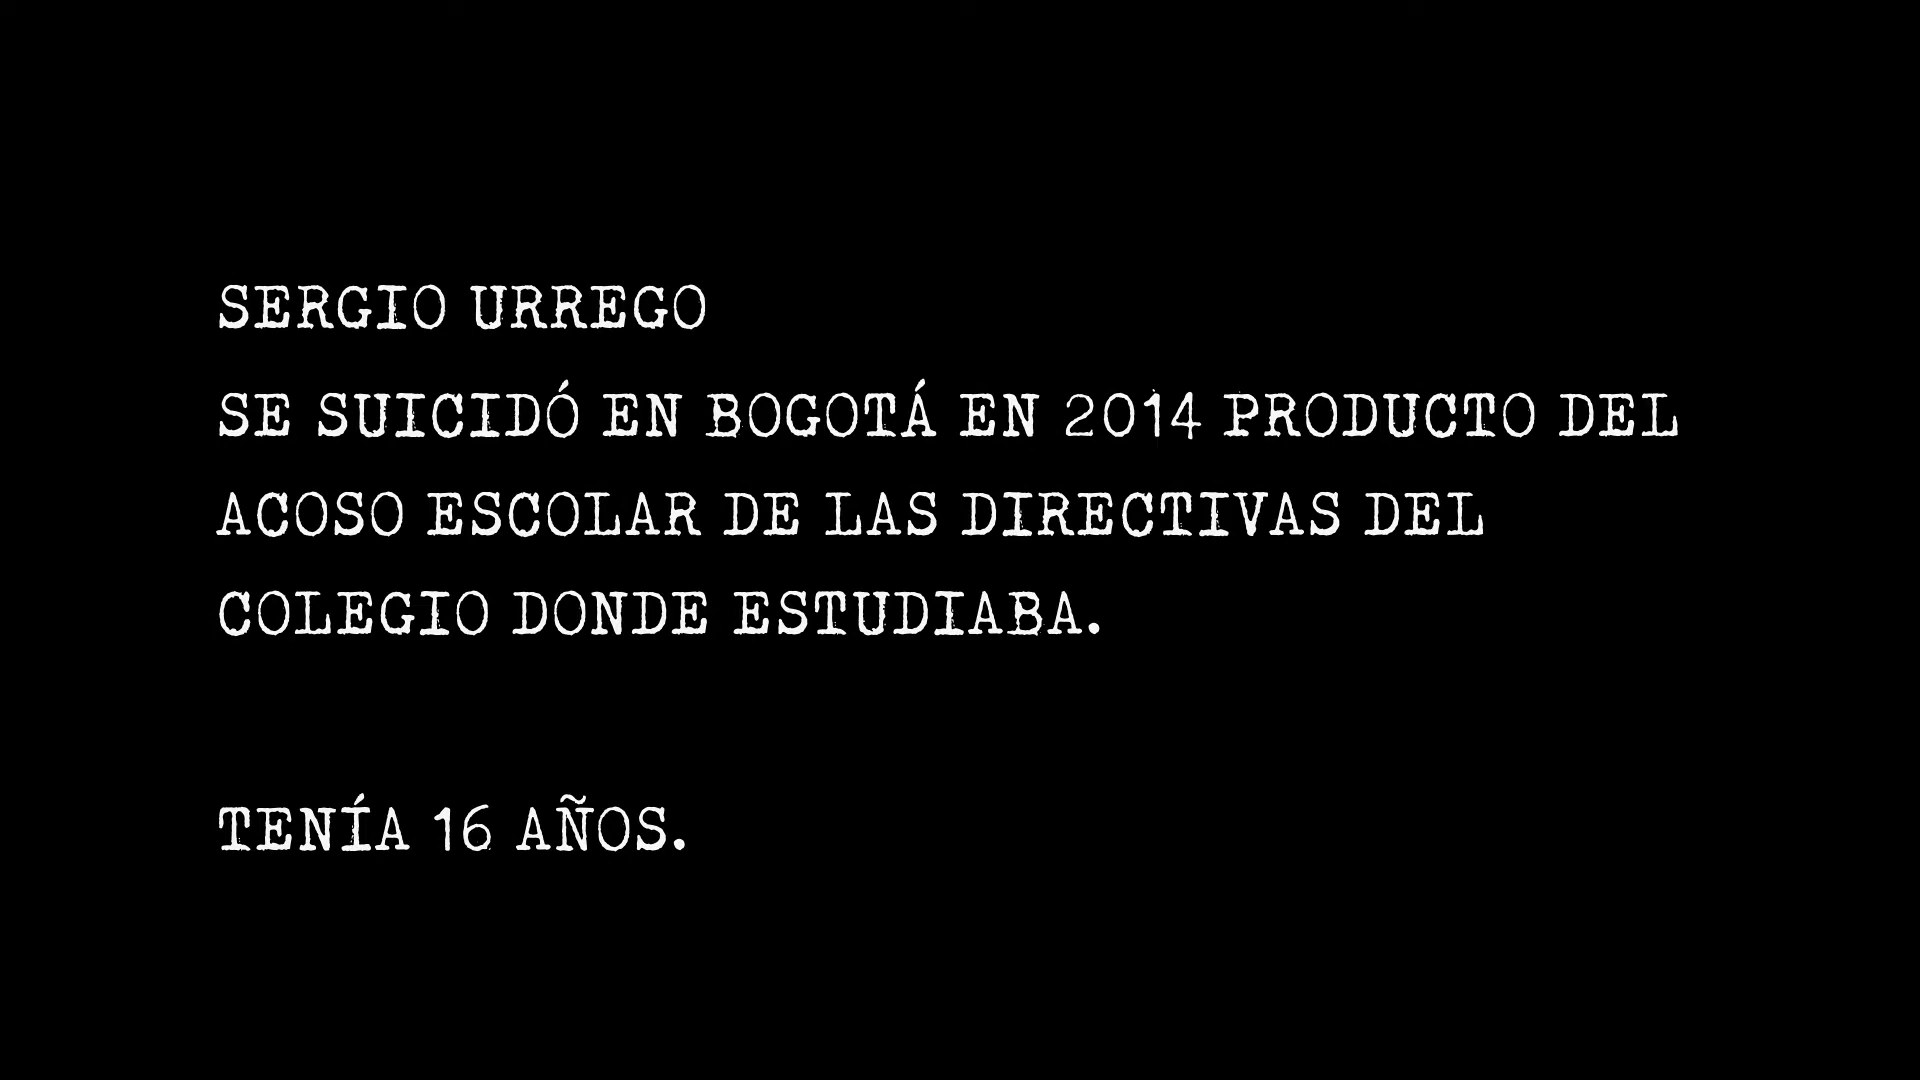 SERGIO URREGO
SE SUICIDÓ EN BOGOTÁ EN 2014 PRODUCTO DEL
ACOSO ESCOLAR DE LAS DIRECTIVAS DEL
COLEGIO DONDE ESTUDIABA.
TENÍA 16 AÑOS.